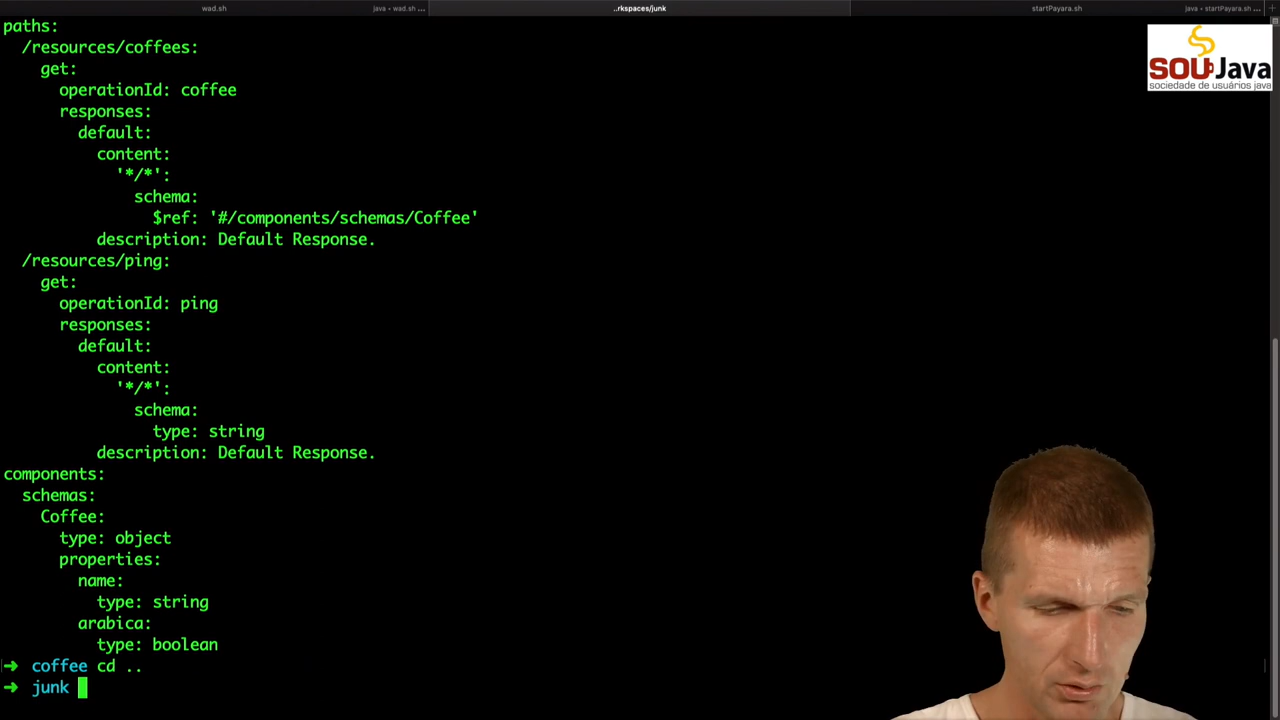 wad.sh
java • wad.sh ...
..rkspaces/junk
startPayara.sh
java • startPayara.sh ...
paths:
/resources/coffees:
get:
operationId: coffee
responses:
default:
content:
'*/*':
schema:
$ref: '#/components/schemas/Coffee'
description: Default Response.
/resources/ping:
get:
operationId: ping
responses:
default:
content:
'*/*':
schema:
type: string
description: Default Response.
components:
schemas:
Coffee:
type: object
properties:
name:
type: string
arabica:
type: boolean
➜ coffee cd ..
➜ junk
SOUJava
sociedade de usuários java